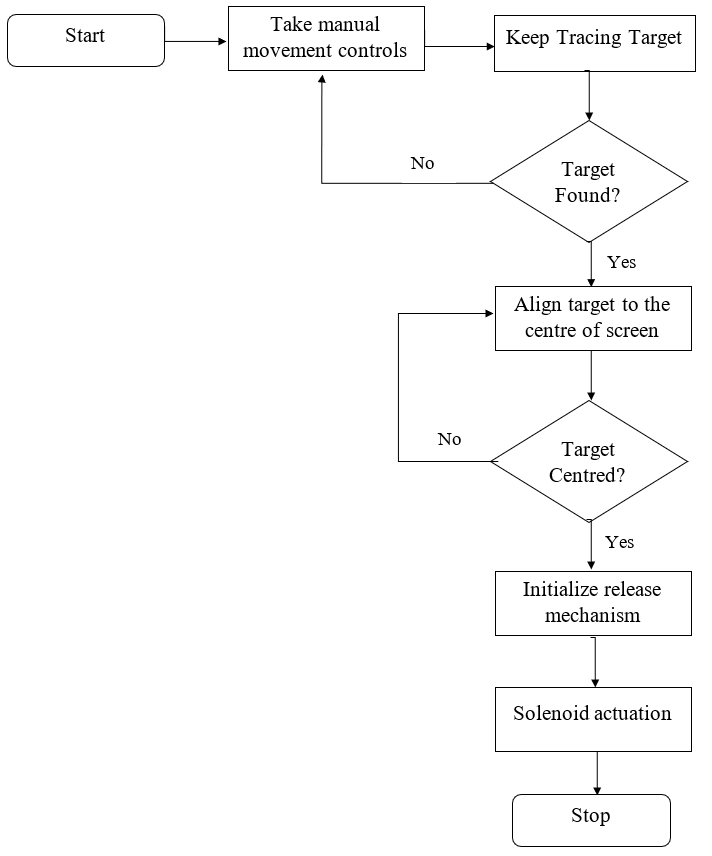 Start
Take manual
movement controls
Keep Tracing Target
Target
Found?
No
Yes
Align target to the
centre of screen
Target
Centred?
No
Yes
Initialize release
mechanism
Solenoid actuation
Stop